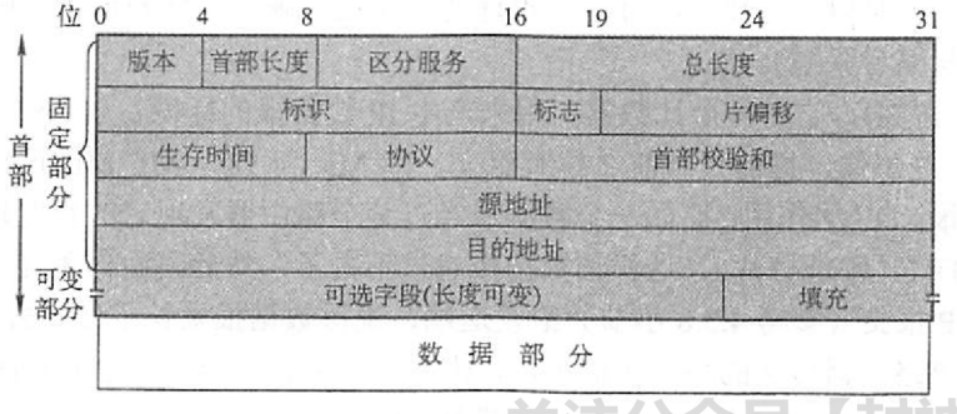 位 0 4 8 16 19 24 31
版本 首部长度 区分服务 总长度
标识 标志 片偏移
生存时间 协议 首部校验和
源地址
目的地址
可选字段(长度可变) 填充
数据部分
首部
固定部分
可变部分